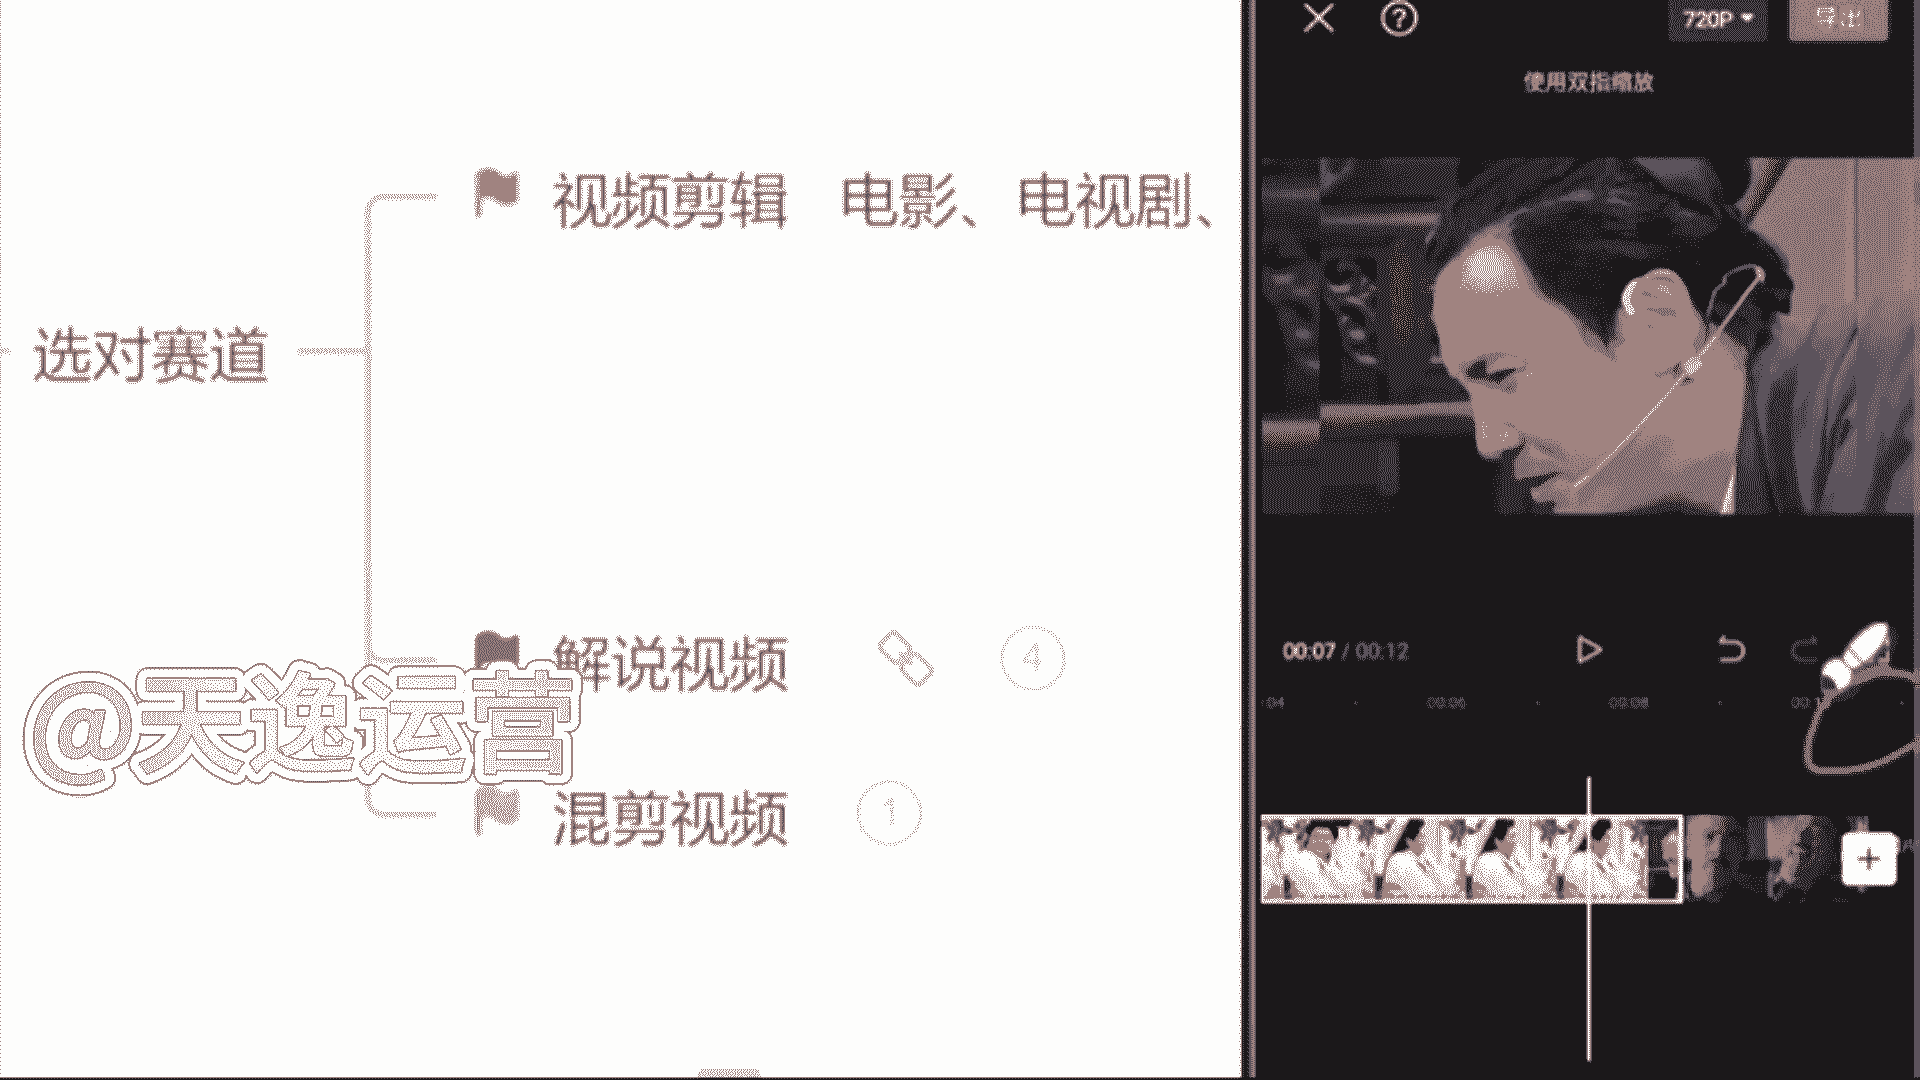 720P 导出
使用双指缩放
视频剪辑 电影、电视剧、
选对赛道
解说视频 4
@天逸运营
混剪视频 1
00:07 / 00:12
04 00:06 00:08